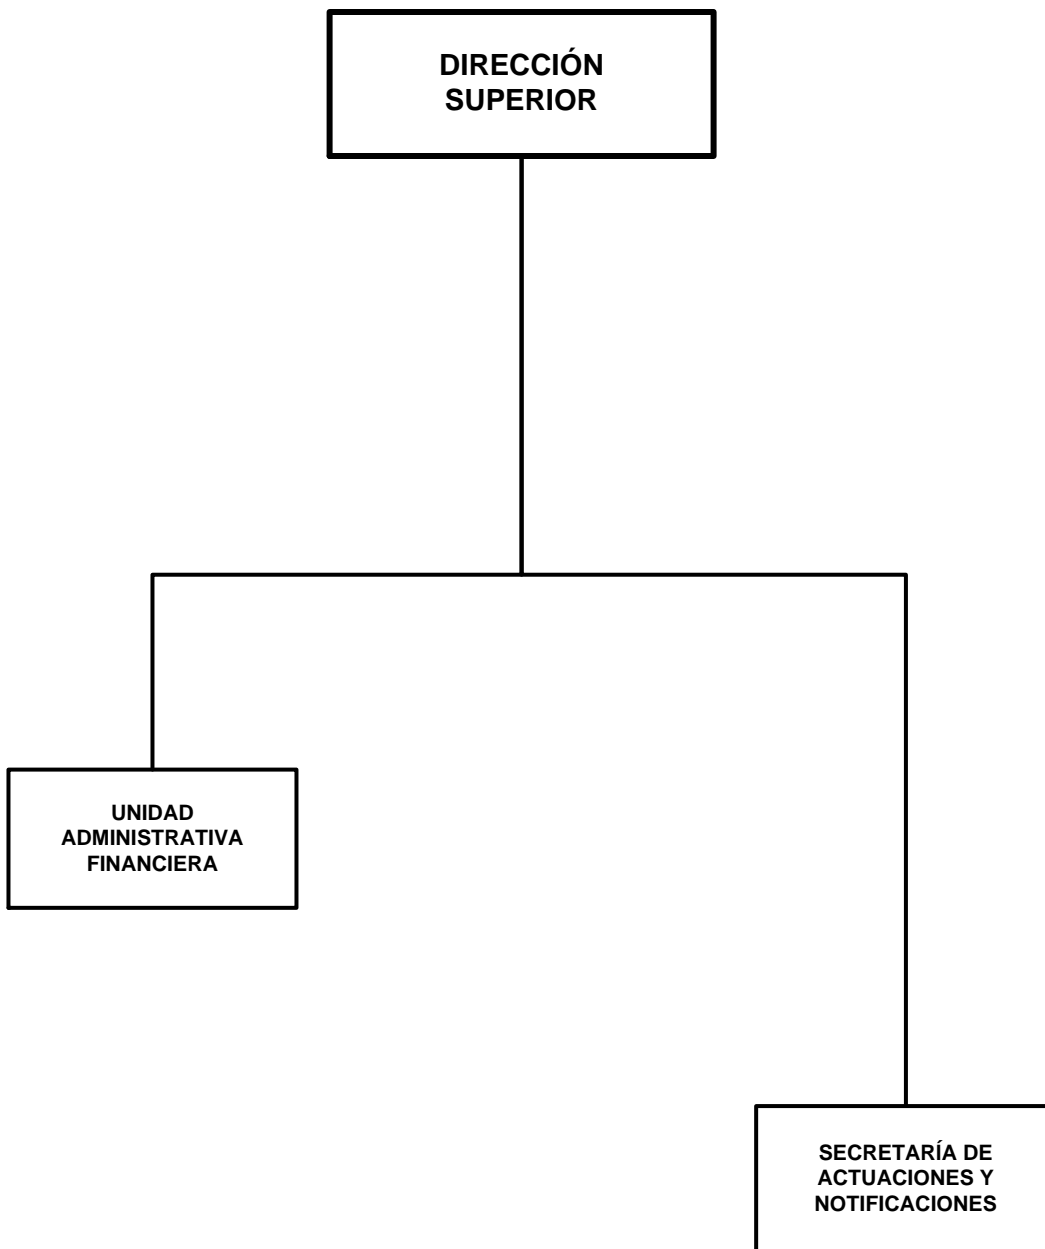 DIRECCIÓN
SUPERIOR
UNIDAD
ADMINISTRATIVA
FINANCIERA
SECRETARÍA DE
ACTUACIONES Y
NOTIFICACIONES